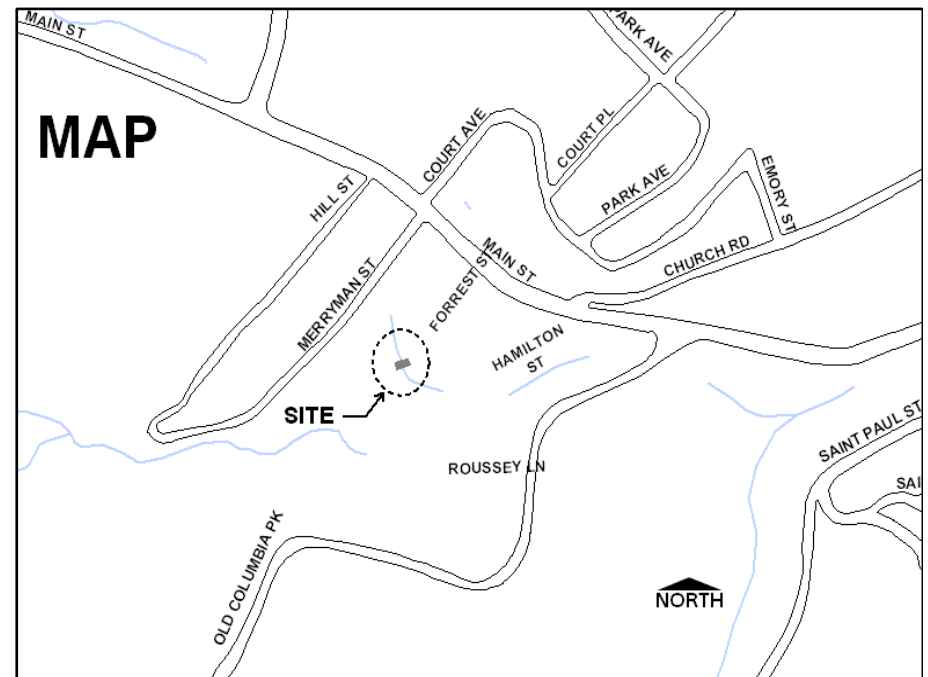 MAIN ST
PARK AVE
MAP
COURT AVE
COURT PL
HILL ST
PARK AVE
EMORY ST
MAIN ST
CHURCH RD
MERRYMAN ST
FORREST ST
HAMILTON
ST
SITE
SAINT PAUL ST
ROUSSEY LN
SAI
OLD COLUMBIA PK
NORTH